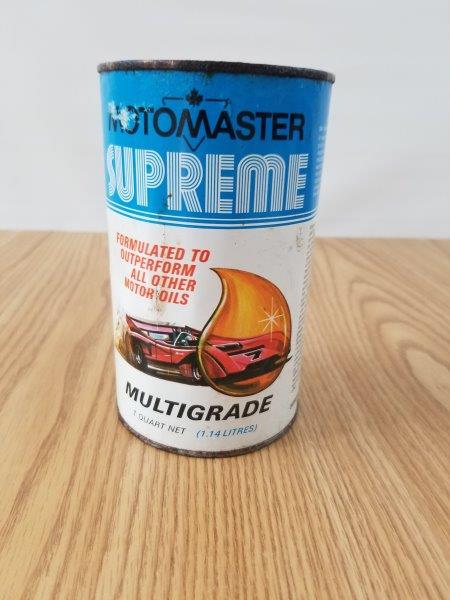 MOTOMASTER
SUPREME
FORMULATED TO
OUTPERFORM
ALL OTHER
MOTOR OILS
MULTIGRADE
1 QUART NET (1.14 LITRES)